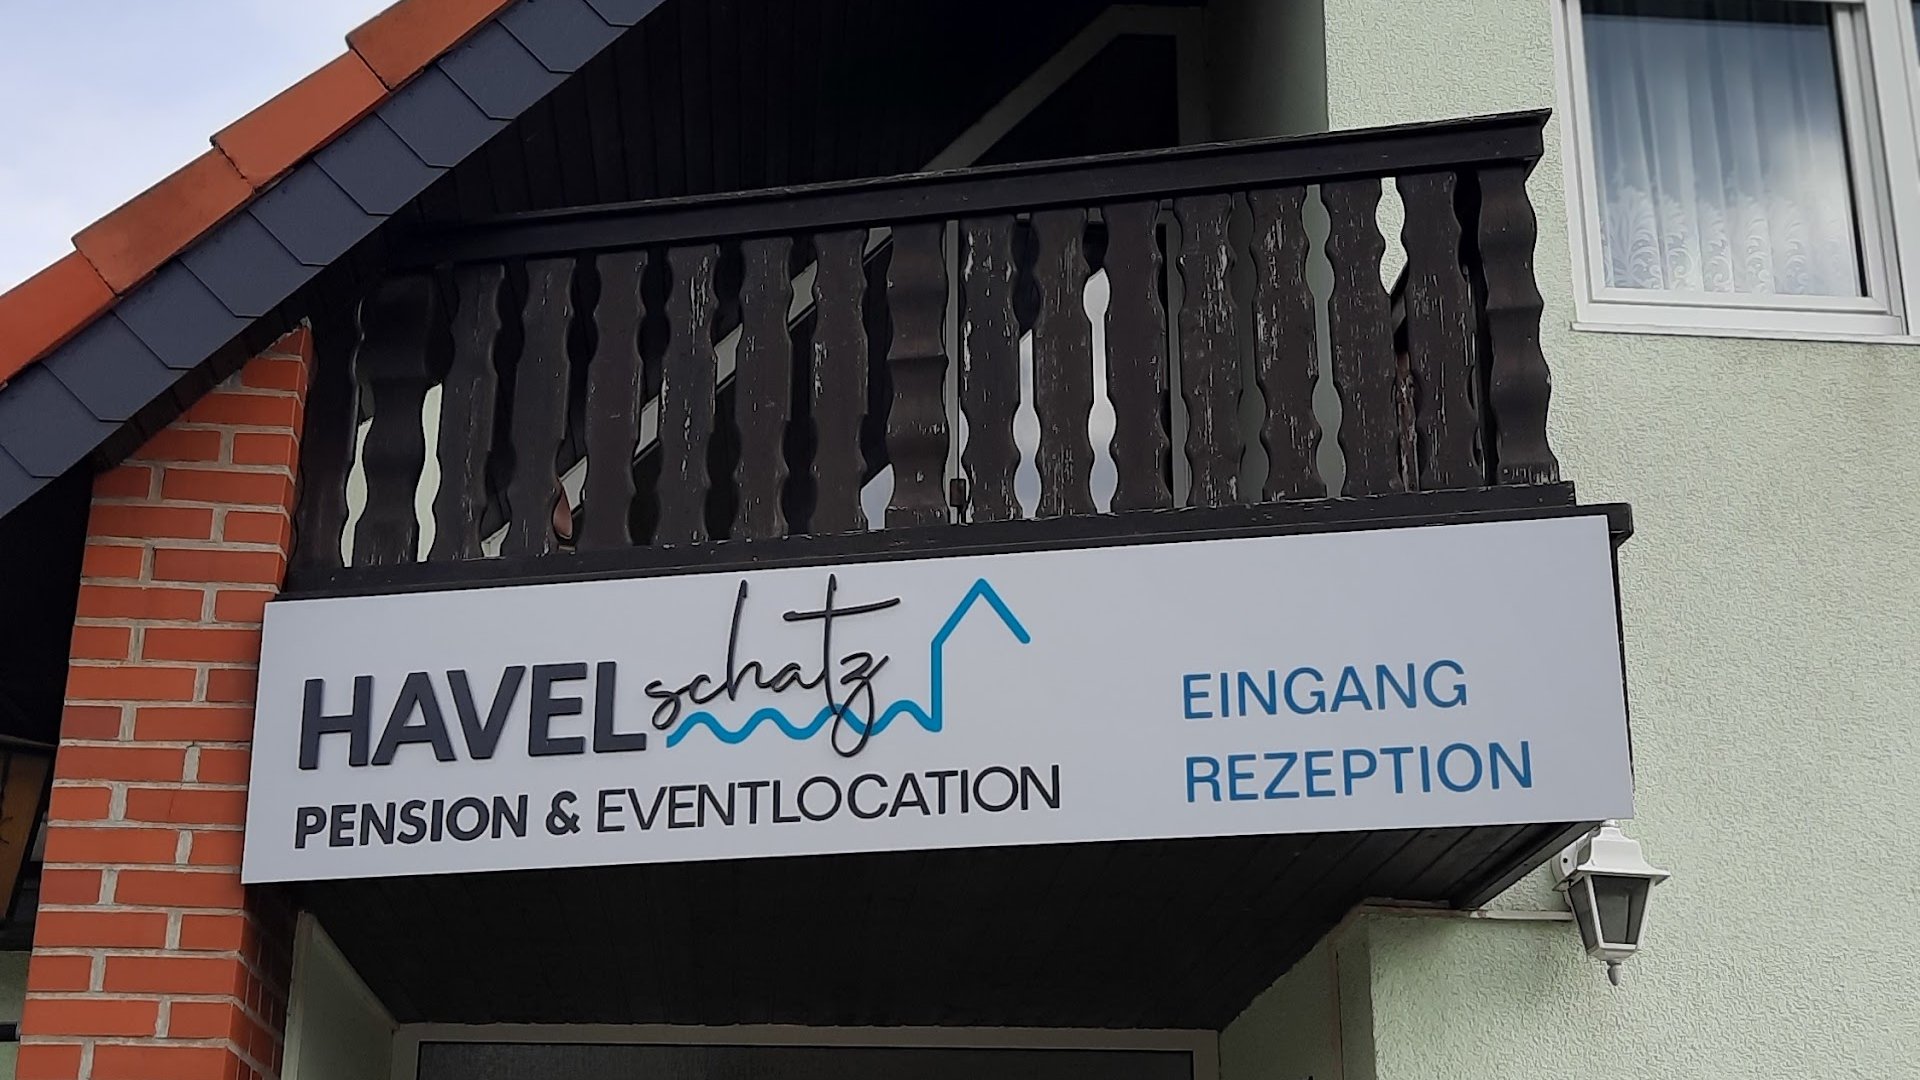 HAVELschatz
PENSION & EVENTLOCATION
EINGANG
REZEPTION